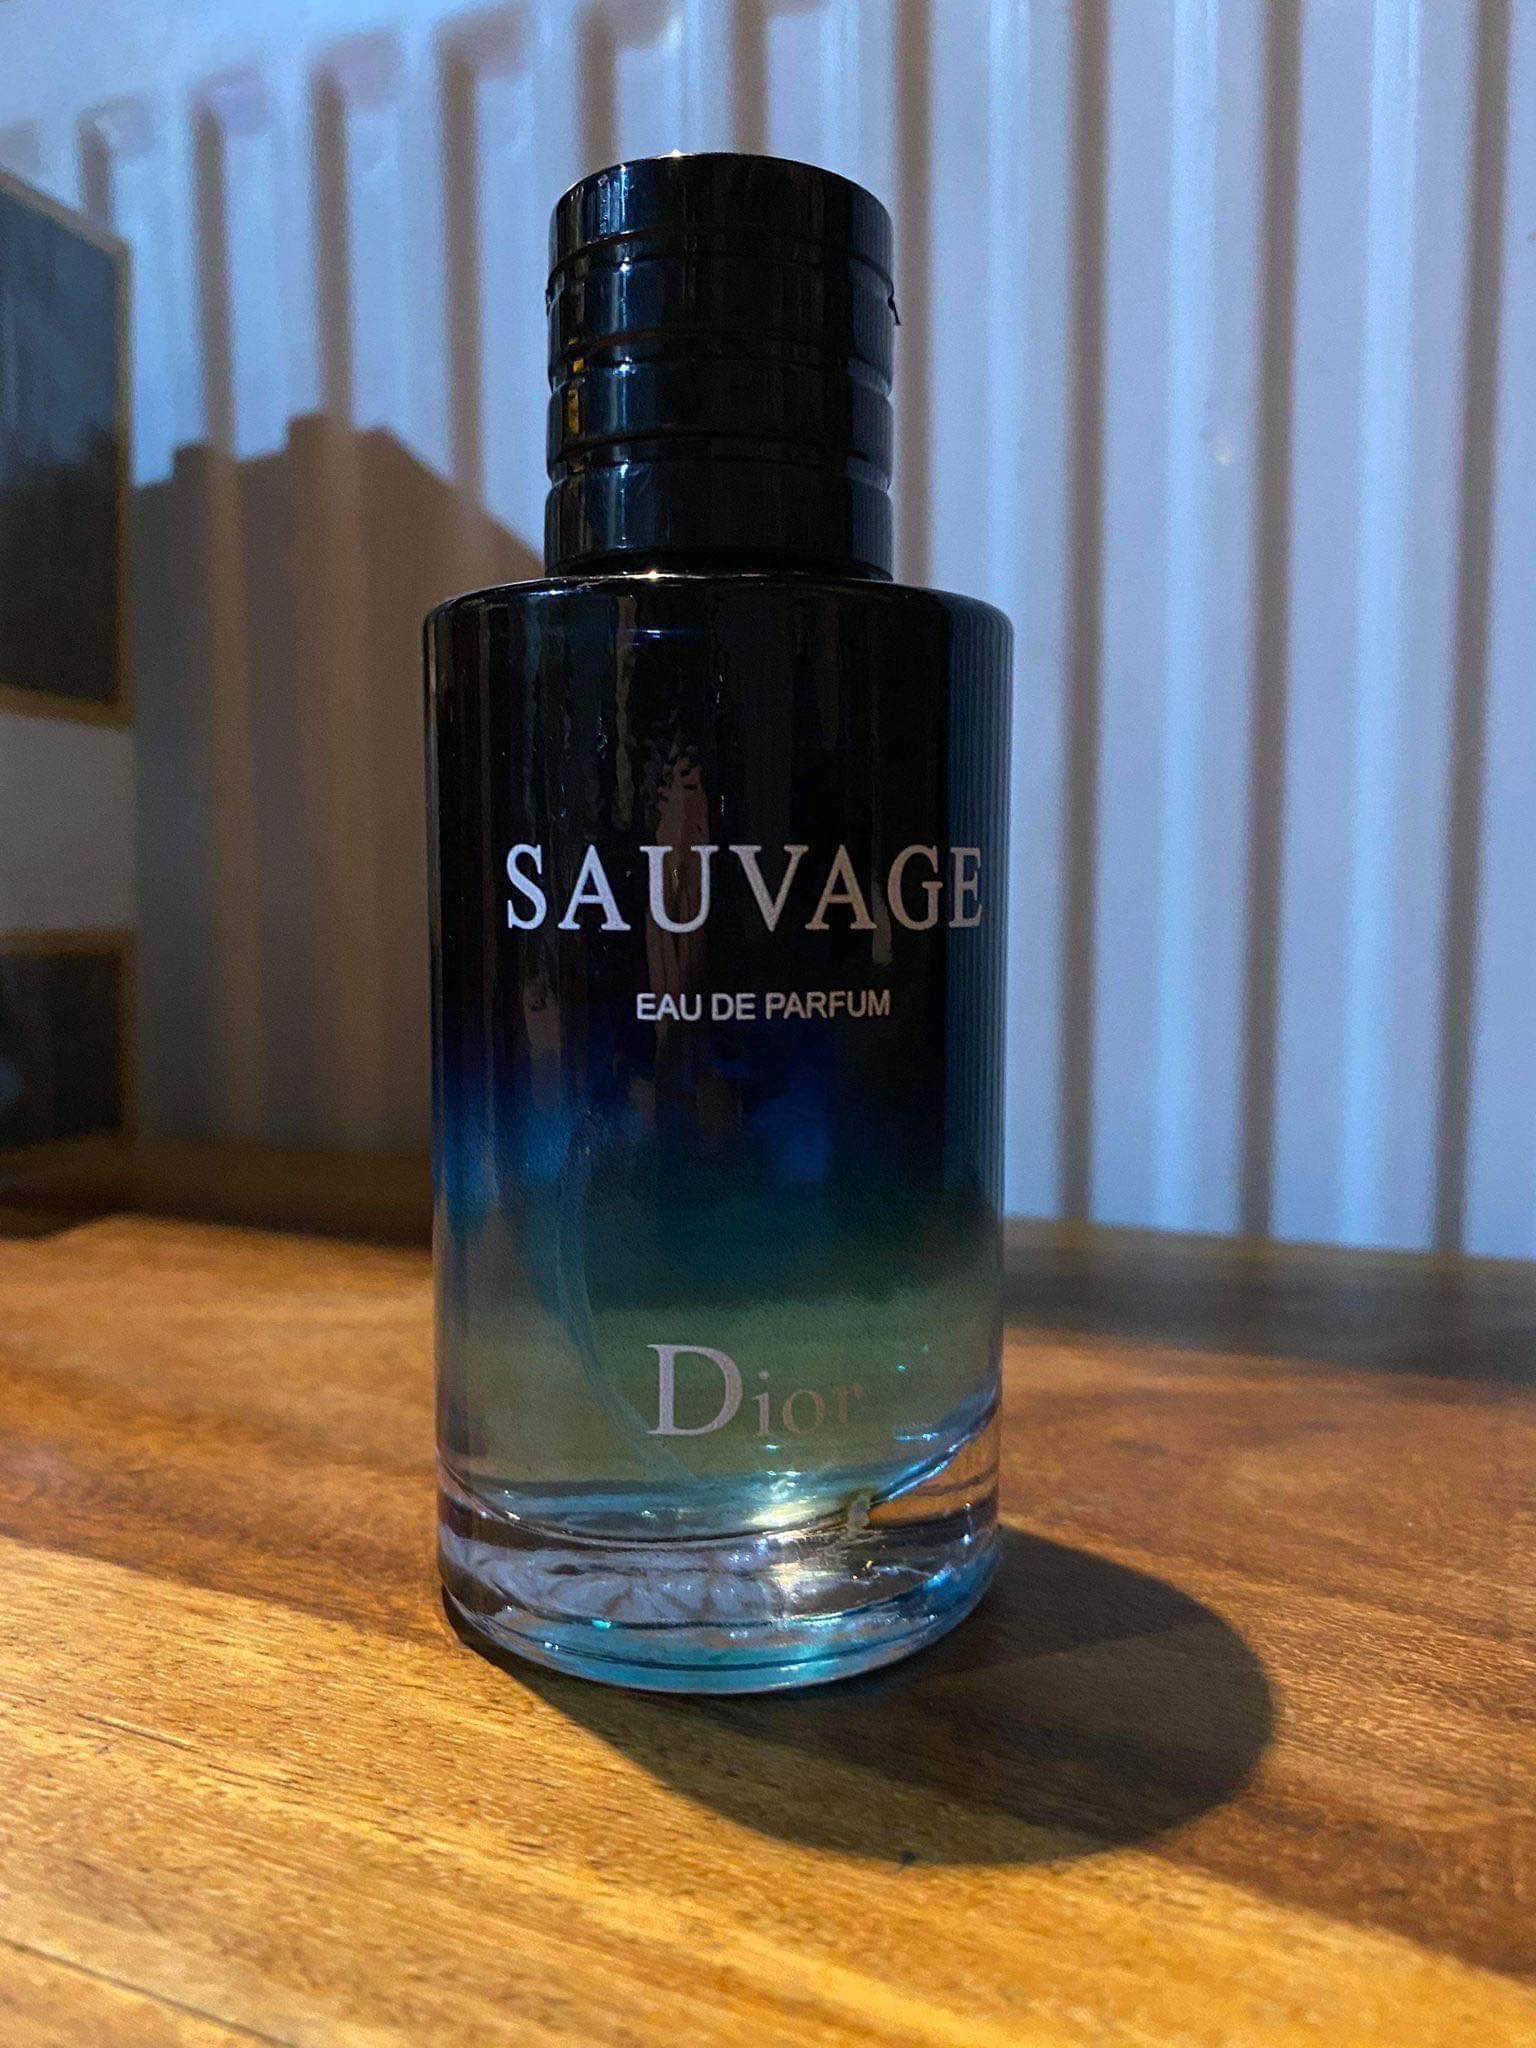 SAUVAGE
EAU DE PARFUM
Dior